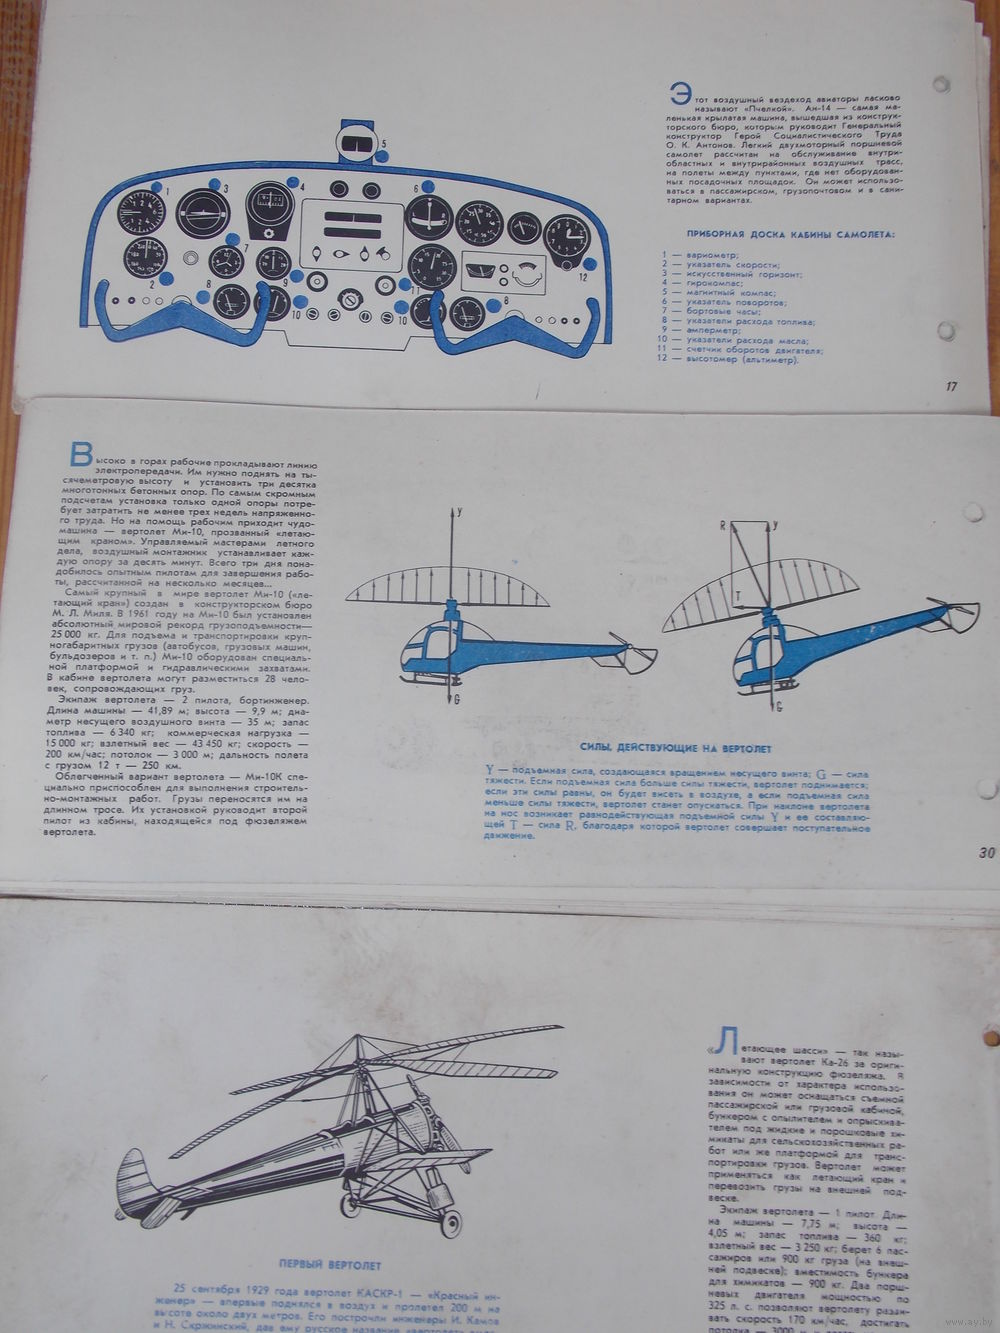 Этот воздушный вездеход авиаторы ласково
называют «Пчелкой». Ан-14 — самая ма-
ленькая крылатая машина, вышедшая из конструк-
торского бюро, которым руководит Генеральный
конструктор Герой Социалистического Труда
О. К. Антонов. Легкий двухмоторный поршневой
самолет рассчитан на обслуживание внутри-
областных и внутрирайонных воздушных трасс,
на полеты между пунктами, где нет оборудован-
ных посадочных площадок. Он может использо-
ваться в пассажирском, грузопочтовом и в сани-
тарном вариантах.
ПРИБОРНАЯ ДОСКА КАБИНЫ САМОЛЕТА:
1 — вариометр;
2 — указатель скорости;
3 — искусственный горизонт;
4 — гирокомпас;
5 — магнитный компас;
6 — указатель поворотов;
7 — бортовые часы;
8 — указатели расхода топлива;
9 — амперметр;
10 — указатели расхода масла;
11 — счетчик оборотов двигателя;
12 — высотомер (альтиметр).
1
3
4
5
6
7
2
8
9
10
10
11
8
12
17
Высоко в горах рабочие прокладывают линию
электропередачи. Им нужно поднять на ты-
сячеметровую высоту и установить три десятка
многотонных бетонных опор. По самым скромным
подсчетам установка только одной опоры потре-
бует затратить не менее трех недель напряженно-
го труда. Но на помощь рабочим приходит чудо-
машина — вертолет Ми-10, прозванный «летаю-
щим краном». Управляемый мастерами летного
дела, воздушный монтажник устанавливает каж-
дую опору за десять минут. Всего три дня пона-
добилось опытным пилотам для завершения рабо-
ты, рассчитанной на несколько месяцев...
Самый крупный в мире вертолет Ми-10 («ле-
тающий кран») создан в конструкторском бюро
М. Л. Миля. В 1961 году на Ми-10 был установлен
абсолютный мировой рекорд грузоподъемности—
25 000 кг. Для подъема и транспортировки круп-
ногабаритных грузов (автобусов, грузовых машин,
бульдозеров и т. п.) Ми-10 оборудован специаль-
ной платформой и гидравлическими захватами.
В кабине вертолета могут разместиться 28 чело-
век, сопровождающих груз.
Экипаж вертолета — 2 пилота, бортинженер.
Длина машины — 41,89 м; высота — 9,9 м; диа-
метр несущего воздушного винта — 35 м; запас
топлива — 6 340 кг; коммерческая нагрузка —
15 000 кг; взлетный вес — 43 450 кг; скорость —
200 км/час; потолок — 3 000 м; дальность полета
с грузом 12 т — 250 км.
Облегченный вариант вертолета — Ми-10К спе-
циально приспособлен для выполнения строитель-
но-монтажных работ. Грузы переносятся им на
длинном тросе. Их установкой руководит второй
пилот из кабины, находящейся под фюзеляжем
вертолета.
У
G
R
У
Т
G
СИЛЫ, ДЕЙСТВУЮЩИЕ НА ВЕРТОЛЕТ
Y — подъемная сила, создающаяся вращением несущего винта; G — сила
тяжести. Если подъемная сила больше силы тяжести, вертолет поднимается;
если эти силы равны, он будет висеть в воздухе, а если подъемная сила
меньше силы тяжести, вертолет станет опускаться. При наклоне вертолета
на нос возникает равнодействующая подъемной силы Y и ее составляю-
щей T — сила R, благодаря которой вертолет совершает поступательное
движение.
30
ПЕРВЫЙ ВЕРТОЛЕТ
25 сентября 1929 года вертолет КАСКР-1 — «Красный ин-
женер» — впервые поднялся в воздух и пролетел 200 м на
высоте около двух метров. Его построили инженеры И. Камов
и Н. Скржинский, дав ему русское название
«Летающее шасси» — так назы-
вают вертолет Ка-26 за ориги-
нальную конструкцию фюзеляжа. В
зависимости от характера использо-
вания он может оснащаться съемной
пассажирской или грузовой кабиной,
бункером с опылителем и опрыскива-
телем под жидкие и порошковые хи-
микаты для сельскохозяйственных ра-
бот или же платформой для транс-
портировки грузов. Вертолет может
применяться как летающий кран и
перевозить грузы на внешней под-
веске.
Экипаж вертолета — 1 пилот. Дли-
на машины — 7,75 м; высота —
4,05 м; запас топлива — 360 кг;
взлетный вес — 3 250 кг; берет 6 пас-
сажиров или 900 кг груза (на внеш-
ней подвеске); вместимость бункера
для химикатов — 900 кг. Два порш-
невых двигателя мощностью по
325 л. с. позволяют вертолету разви-
вать скорость 170 км/час, достигать
www.ay.by